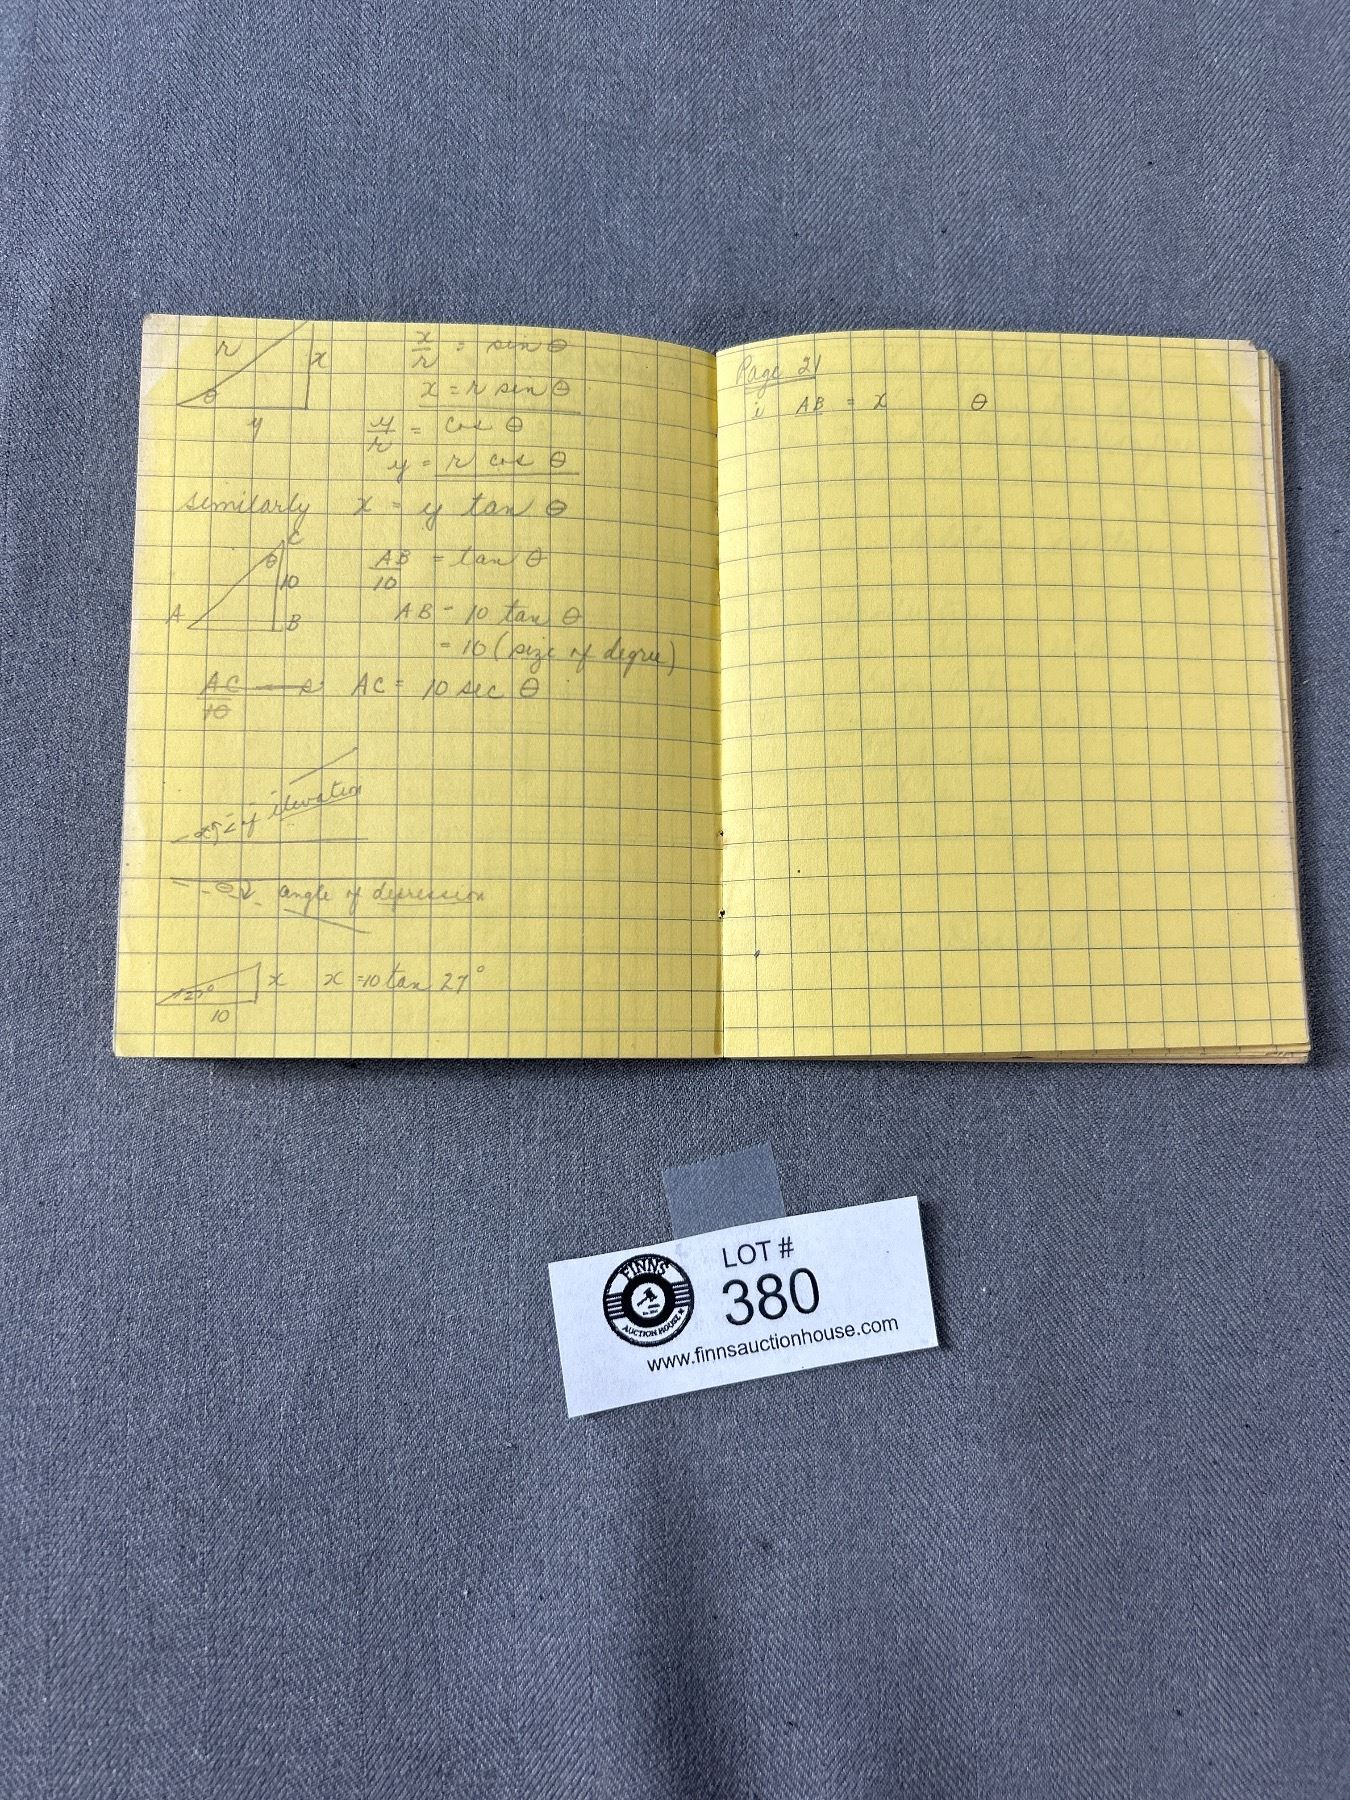 r x x/r = sin θ
θ x = r sin θ
y y/r = cos θ
y = r cos θ
similarly x = y tan θ
C
θ AB/10 = tan θ
10
A B AB = 10 tan θ
= 10 (size of degree)
AC/10 AC = 10 sec θ
∠ of elevation
θ angle of depression
27° x x = 10 tan 27°
10
Page 21
i AB = x θ
FINNS
AUCTION HOUSE
LOT #
380
www.finnsauctionhouse.com